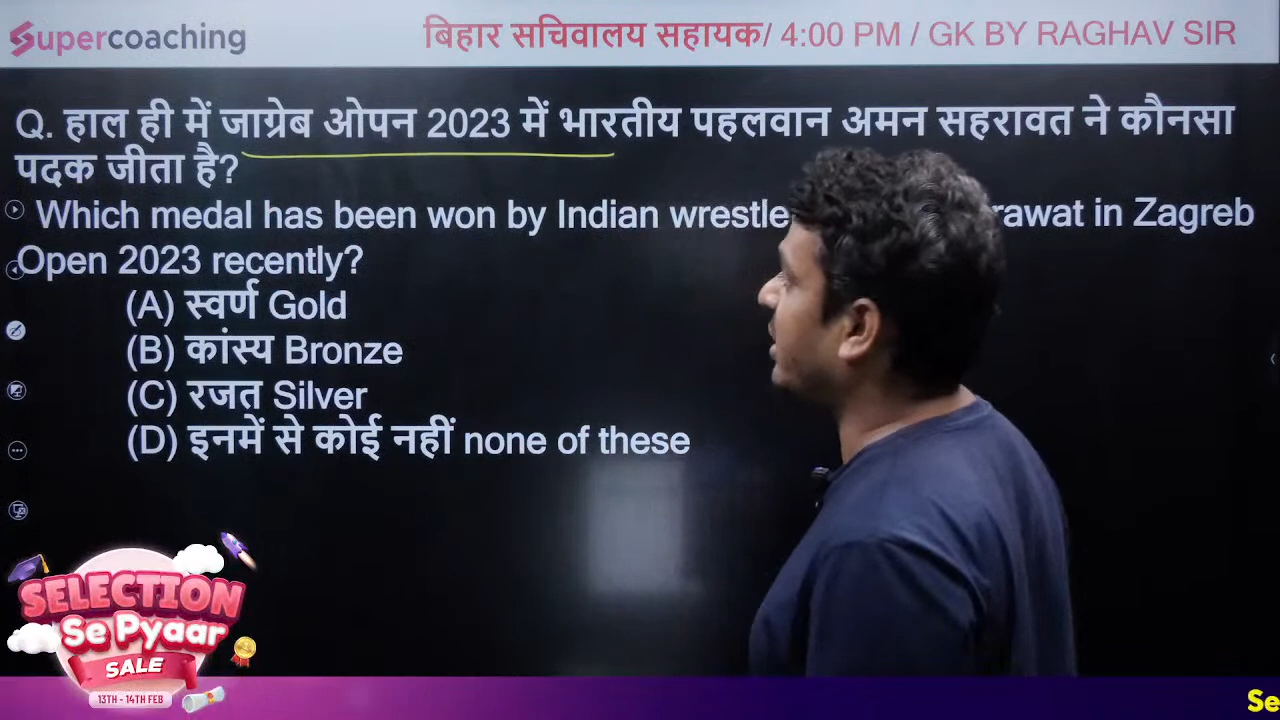 Supercoaching
बिहार सचिवालय सहायक/ 4:00 PM / GK BY RAGHAV SIR
Q. हाल ही में जाग्रेब ओपन 2023 में भारतीय पहलवान अमन सहरावत ने कौनसा
पदक जीता है?
Which medal has been won by Indian wrestle rawat in Zagreb
Open 2023 recently?
(A) स्वर्ण Gold
(B) कांस्य Bronze
(C) रजत Silver
(D) इनमें से कोई नहीं none of these
SELECTION
Se Pyaar
SALE
13TH - 14TH FEB
Se